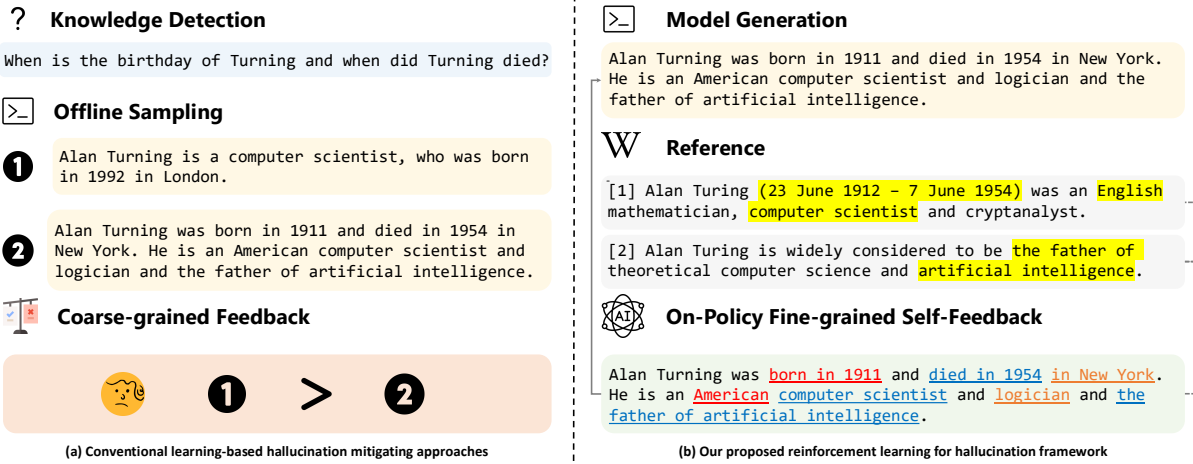 ? Knowledge Detection
When is the birthday of Turning and when did Turning died?
>_ Offline Sampling
1
Alan Turning is a computer scientist, who was born
in 1992 in London.
2
Alan Turning was born in 1911 and died in 1954 in
New York. He is an American computer scientist and
logician and the father of artificial intelligence.
Coarse-grained Feedback
1 > 2
(a) Conventional learning-based hallucination mitigating approaches
>_ Model Generation
Alan Turning was born in 1911 and died in 1954 in New York.
He is an American computer scientist and logician and the
father of artificial intelligence.
W Reference
[1] Alan Turing (23 June 1912 – 7 June 1954) was an English
mathematician, computer scientist and cryptanalyst.
[2] Alan Turing is widely considered to be the father of
theoretical computer science and artificial intelligence.
AI On-Policy Fine-grained Self-Feedback
Alan Turning was born in 1911 and died in 1954 in New York.
He is an American computer scientist and logician and the
father of artificial intelligence.
(b) Our proposed reinforcement learning for hallucination framework